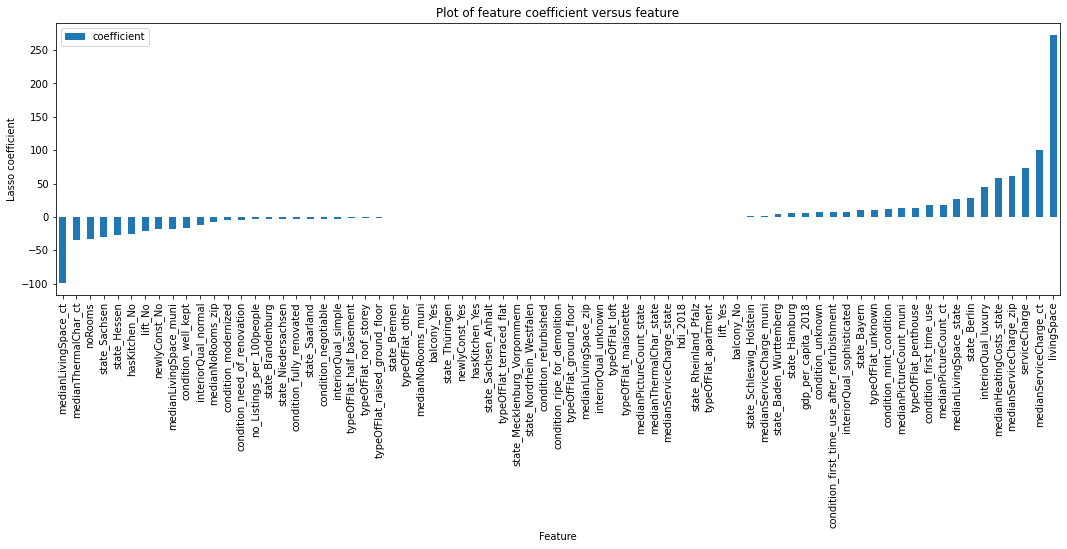 Plot of feature coefficient versus feature
coefficient
Lasso coefficient
250
200
150
100
50
0
−50
−100
medianLivingSpace_ct
medianThermalChar_ct
noRooms
state_Sachsen
state_Hessen
hasKitchen_No
lift_No
newlyConst_No
medianLivingSpace_muni
condition_well_kept
interiorQual_normal
medianNoRooms_zip
condition_modernized
condition_need_of_renovation
no_Listings_per_100people
state_Brandenburg
state_Niedersachsen
condition_fully_renovated
state_Saarland
condition_negotiable
interiorQual_simple
typeOfFlat_half_basement
typeOfFlat_roof_storey
typeOfFlat_raised_ground_floor
state_Bremen
typeOfFlat_other
medianNoRooms_muni
balcony_Yes
state_Thüringen
newlyConst_Yes
hasKitchen_Yes
state_Sachsen_Anhalt
typeOfFlat_terraced_flat
state_Mecklenburg_Vorpommern
state_Nordrhein_Westfalen
condition_refurbished
condition_ripe_for_demolition
typeOfFlat_ground_floor
medianLivingSpace_zip
interiorQual_unknown
typeOfFlat_loft
typeOfFlat_maisonette
medianPictureCount_state
medianThermalChar_state
medianServiceCharge_state
hdi_2018
state_Rheinland_Pfalz
typeOfFlat_apartment
lift_Yes
balcony_No
state_Schleswig_Holstein
medianServiceCharge_muni
state_Baden_Württemberg
state_Hamburg
gdp_per_capita_2018
condition_unknown
condition_first_time_use_after_refurbishment
interiorQual_sophisticated
state_Bayern
typeOfFlat_unknown
condition_mint_condition
medianPictureCount_muni
typeOfFlat_penthouse
condition_first_time_use
medianPictureCount_ct
medianLivingSpace_state
state_Berlin
interiorQual_luxury
medianHeatingCosts_state
medianServiceCharge_zip
serviceCharge
medianServiceCharge_ct
livingSpace
Feature